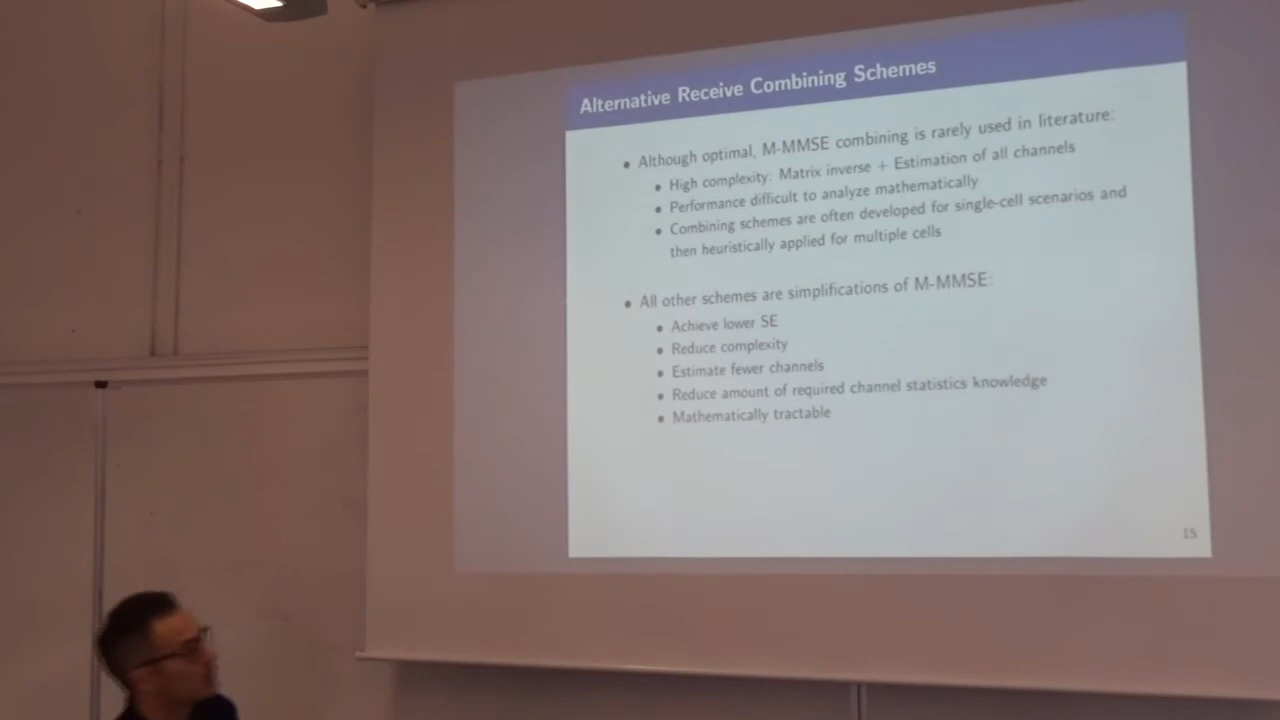 Alternative Receive Combining Schemes
• Although optimal, M-MMSE combining is rarely used in literature:
• High complexity: Matrix inverse + Estimation of all channels
• Performance difficult to analyze mathematically
• Combining schemes are often developed for single-cell scenarios and
then heuristically applied for multiple cells
• All other schemes are simplifications of M-MMSE:
• Achieve lower SE
• Reduce complexity
• Estimate fewer channels
• Reduce amount of required channel statistics knowledge
• Mathematically tractable
15